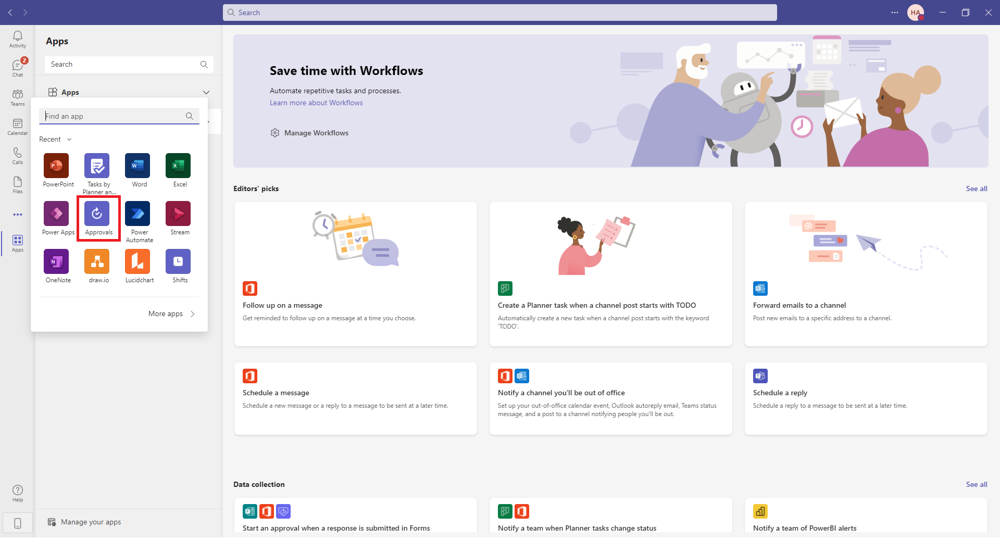 Search
HA
Activity
Chat
2
Teams
Calendar
Calls
Files
Apps
Help
Apps
Search
Apps
Find an app
Recent
PowerPoint
Tasks by
Planner an...
Word
Excel
Power Apps
Approvals
Power
Automate
Stream
OneNote
draw.io
Lucidchart
Shifts
More apps
Manage your apps
Save time with Workflows
Automate repetitive tasks and processes.
Learn more about Workflows
Manage Workflows
Editors' picks
See all
Follow up on a message
Get reminded to follow up on a message at a time you choose.
Create a Planner task when a channel post starts with TODO
Automatically create a new task when a channel post starts with the keyword
'TODO'.
Forward emails to a channel
Post new emails to a specific address to a channel.
Schedule a message
Schedule a new message or a reply to a message to be sent at a later time.
Notify a channel you'll be out of office
Set up your out-of-office calendar event, Outlook autoreply email, Teams status
message, and a post to a channel notifying people you'll be out.
Schedule a reply
Schedule a reply to a message to be sent at a later time.
Data collection
See all
Start an approval when a response is submitted in Forms
Notify a team when Planner tasks change status
Notify a team of PowerBI alerts